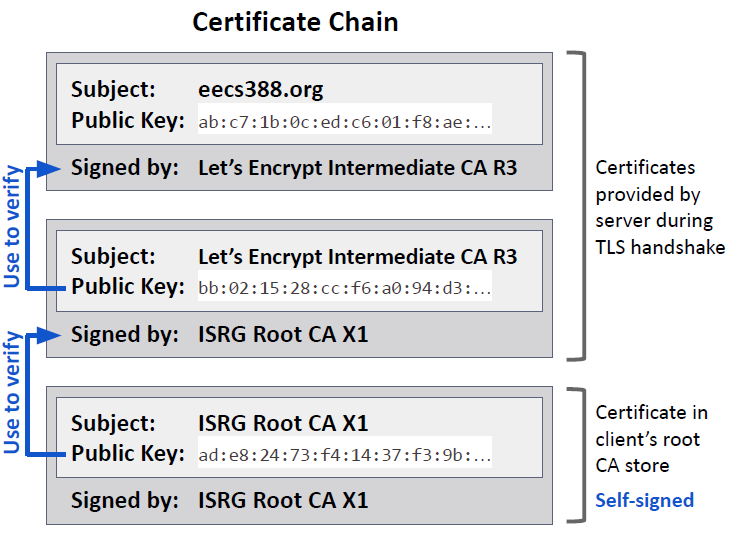 Certificate Chain
Subject: eecs388.org
Public Key: ab:c7:1b:0c:ed:c6:01:f8:ae:...
Signed by: Let’s Encrypt Intermediate CA R3
Use to verify
Subject: Let’s Encrypt Intermediate CA R3
Public Key: bb:02:15:28:cc:f6:a0:94:d3:...
Signed by: ISRG Root CA X1
Certificates
provided by
server during
TLS handshake
Use to verify
Subject: ISRG Root CA X1
Public Key: ad:e8:24:73:f4:14:37:f3:9b:...
Signed by: ISRG Root CA X1
Certificate in
client’s root
CA store
Self-signed